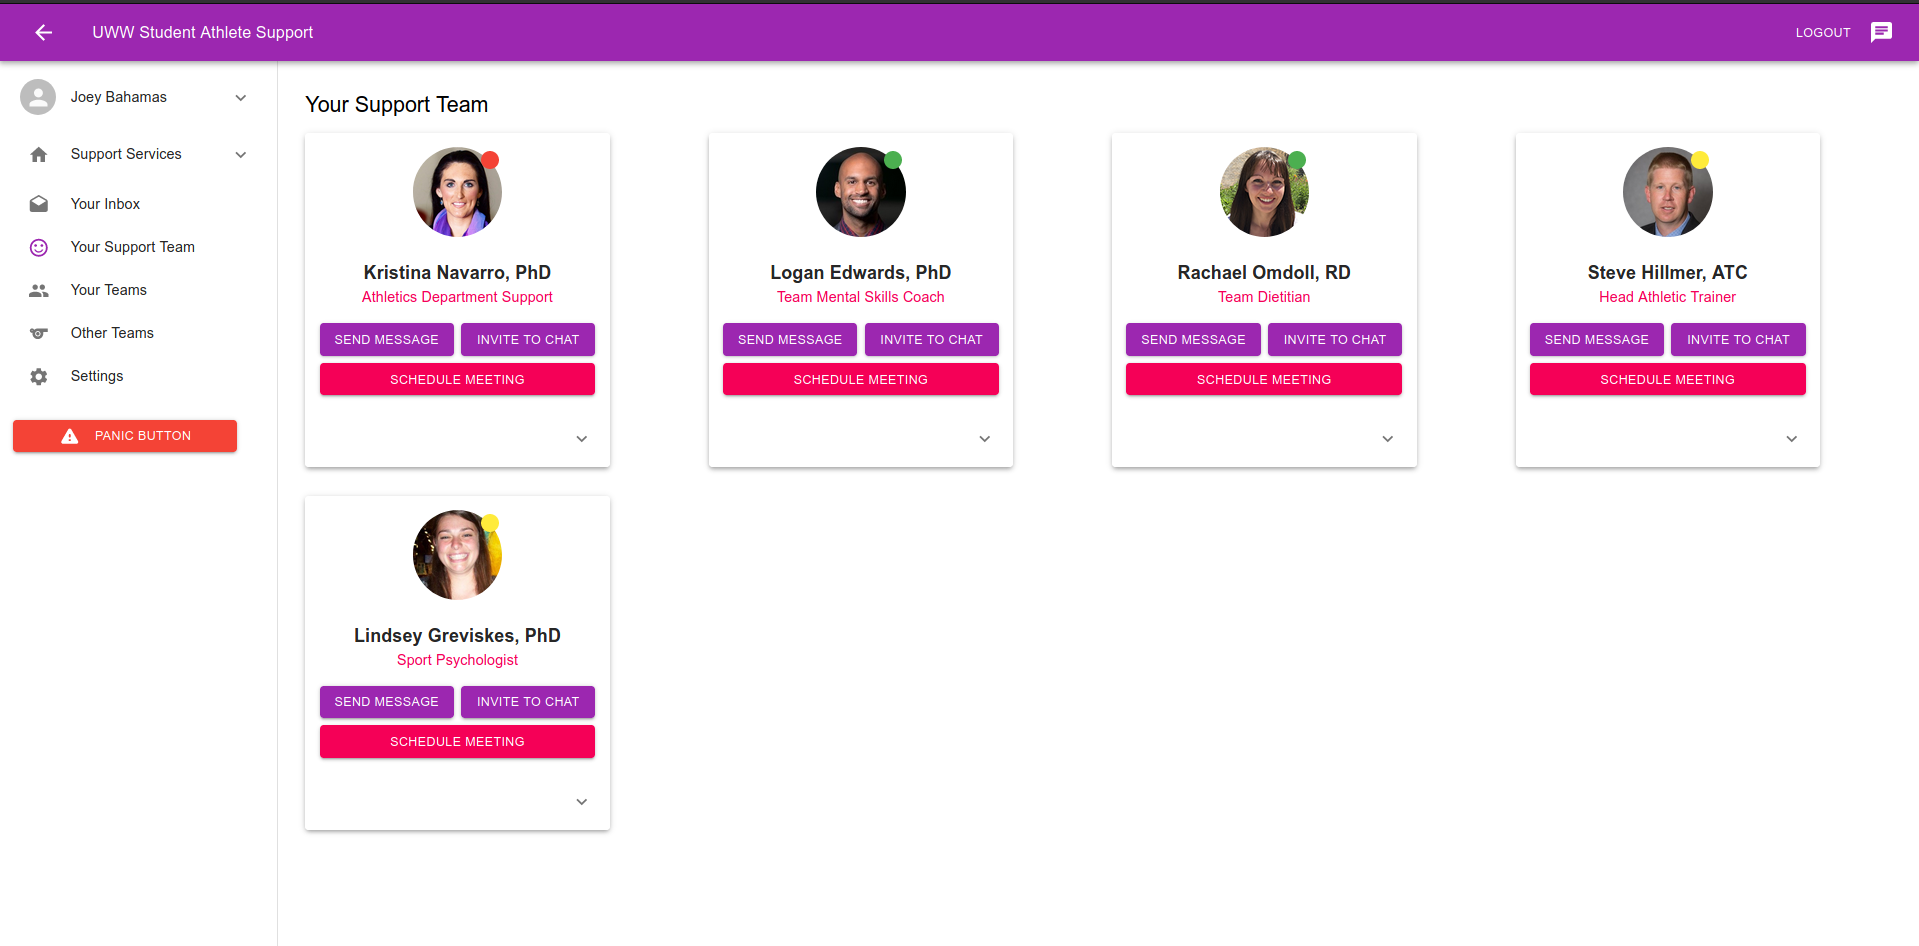 UWW Student Athlete Support
LOGOUT
Joey Bahamas
Support Services
Your Inbox
Your Support Team
Your Teams
Other Teams
Settings
PANIC BUTTON
Your Support Team
Kristina Navarro, PhD
Athletics Department Support
SEND MESSAGE INVITE TO CHAT
SCHEDULE MEETING
Logan Edwards, PhD
Team Mental Skills Coach
SEND MESSAGE INVITE TO CHAT
SCHEDULE MEETING
Rachael Omdoll, RD
Team Dietitian
SEND MESSAGE INVITE TO CHAT
SCHEDULE MEETING
Steve Hillmer, ATC
Head Athletic Trainer
SEND MESSAGE INVITE TO CHAT
SCHEDULE MEETING
Lindsey Greviskes, PhD
Sport Psychologist
SEND MESSAGE INVITE TO CHAT
SCHEDULE MEETING